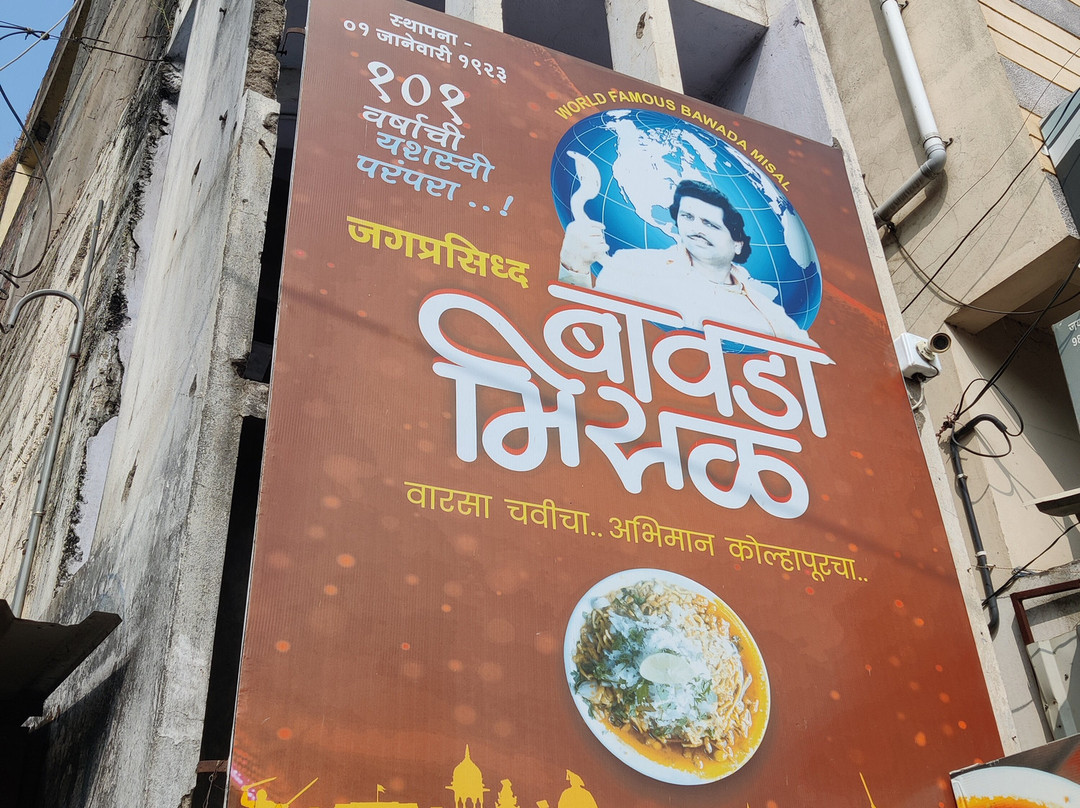 स्थापना -
०१ जानेवारी १९२३
१०१
वर्षाची
यशस्वी
परंपरा . . !
WORLD FAMOUS BAWADA MISAL
जगप्रसिध्द
बावडा
मिसळ
वारसा चवीचा.. अभिमान कोल्हापूरचा..